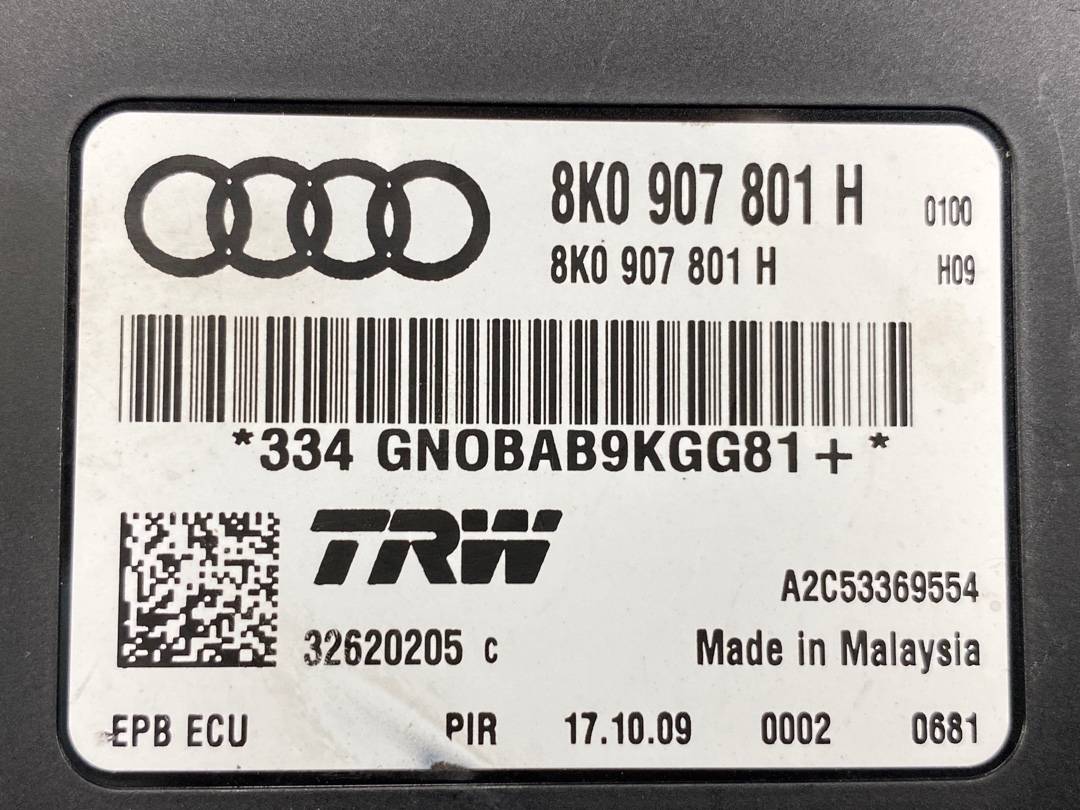 8K0 907 801 H 0100
8K0 907 801 H H09
*334 GN0BAB9KGG81+*
TRW
A2C53369554
32620205 c Made in Malaysia
EPB ECU PIR 17.10.09 0002 0681